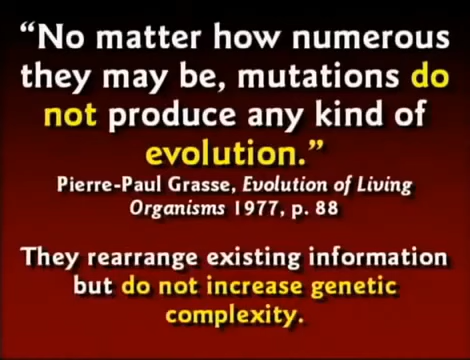 “No matter how numerous
they may be, mutations do
not produce any kind of
evolution.”
Pierre-Paul Grasse, Evolution of Living
Organisms 1977, p. 88
They rearrange existing information
but do not increase genetic
complexity.